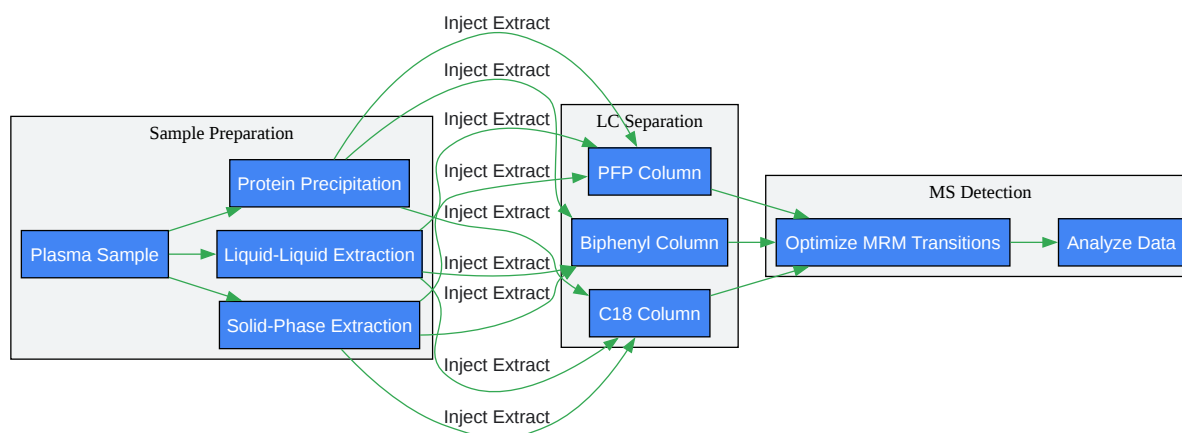 Inject Extract
Inject Extract
Inject Extract
Inject Extract
Inject Extract
Inject Extract
Inject Extract
Inject Extract
Inject Extract
Sample Preparation
Plasma Sample
Protein Precipitation
Liquid-Liquid Extraction
Solid-Phase Extraction
LC Separation
PFP Column
Biphenyl Column
C18 Column
MS Detection
Optimize MRM Transitions
Analyze Data